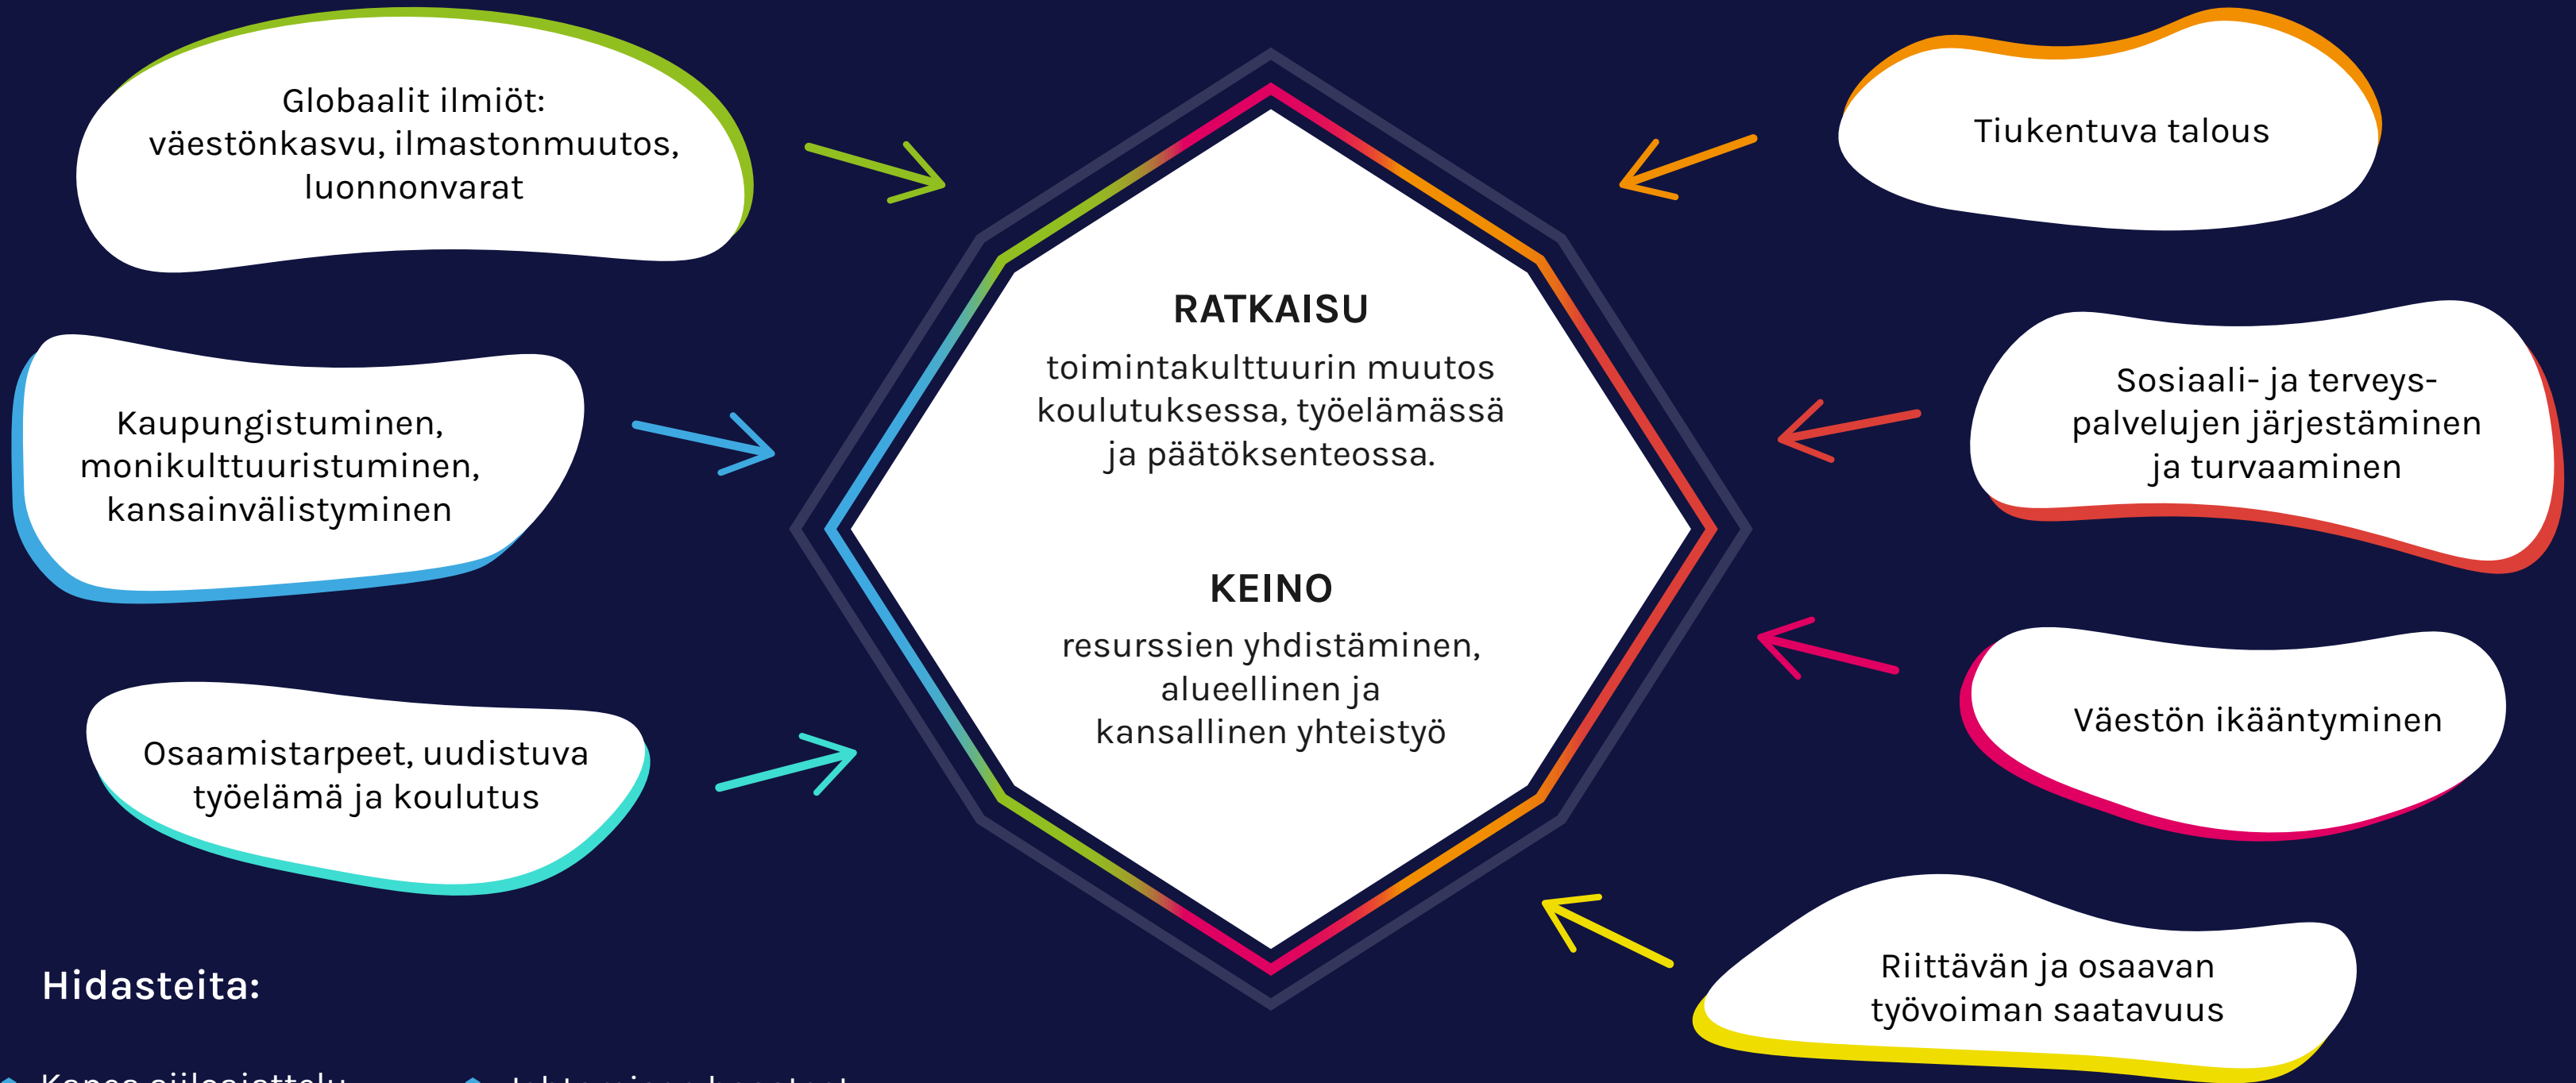 Globaalit ilmiöt:
väestönkasvu, ilmastonmuutos,
luonnonvarat
Kaupungistuminen,
monikulttuuristuminen,
kansainvälistyminen
Osaamistarpeet, uudistuva
työelämä ja koulutus
RATKAISU
toimintakulttuurin muutos
koulutuksessa, työelämässä
ja päätöksenteossa.
KEINO
resurssien yhdistäminen,
alueellinen ja
kansallinen yhteistyö
Tiukentuva talous
Sosiaali- ja terveys-
palvelujen järjestäminen
ja turvaaminen
Väestön ikääntyminen
Riittävän ja osaavan
työvoiman saatavuus
Hidasteita:
Kapea siiloajattelu